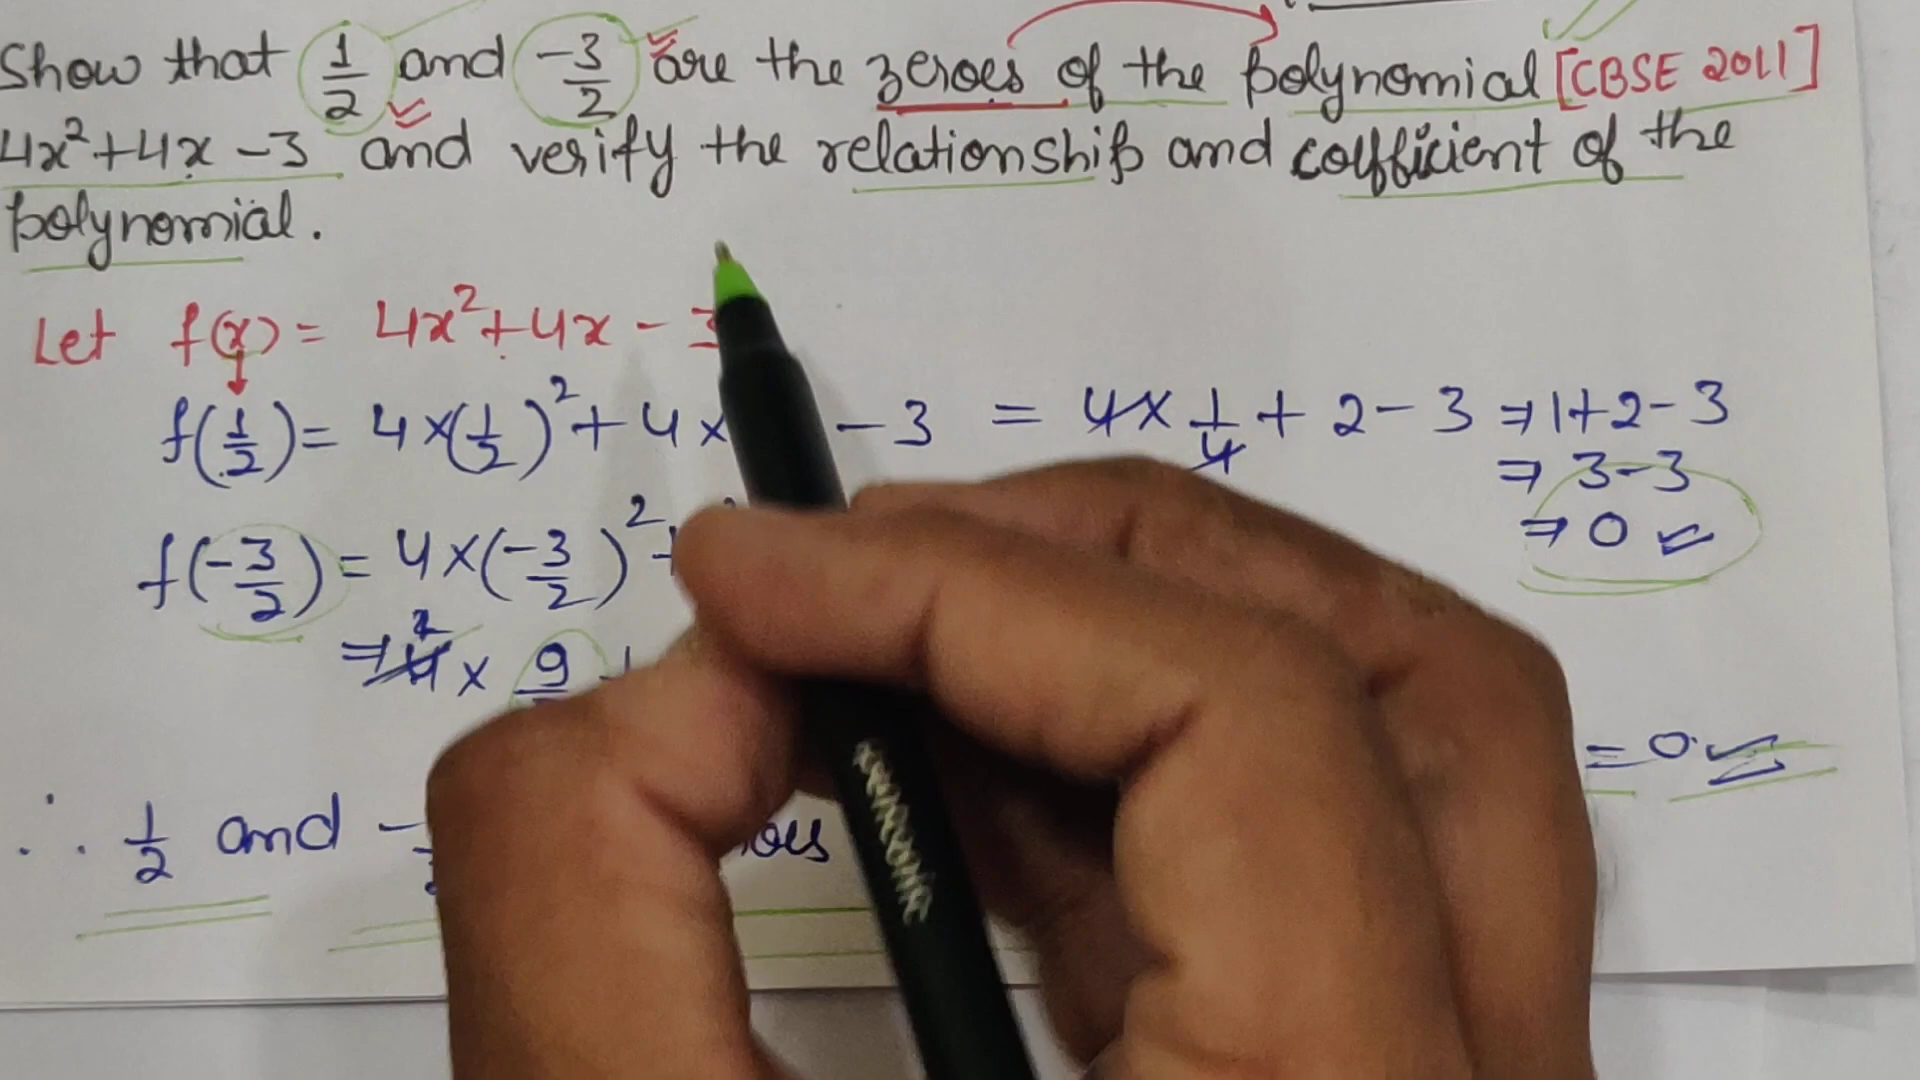 Show that 1/2 and -3/2 are the zeroes of the polynomial [CBSE 2011]
4x²+4x-3 and verify the relationship and coefficient of the
polynomial.
Let f(x) = 4x²+4x-3
f(1/2) = 4×(1/2)²+4× -3 = 4×1/4+2-3 ⇒ 1+2-3
⇒ 3-3
f(-3/2) = 4×(-3/2)²+ ⇒ 0
⇒ 4× 9
= 0
∴ 1/2 and -